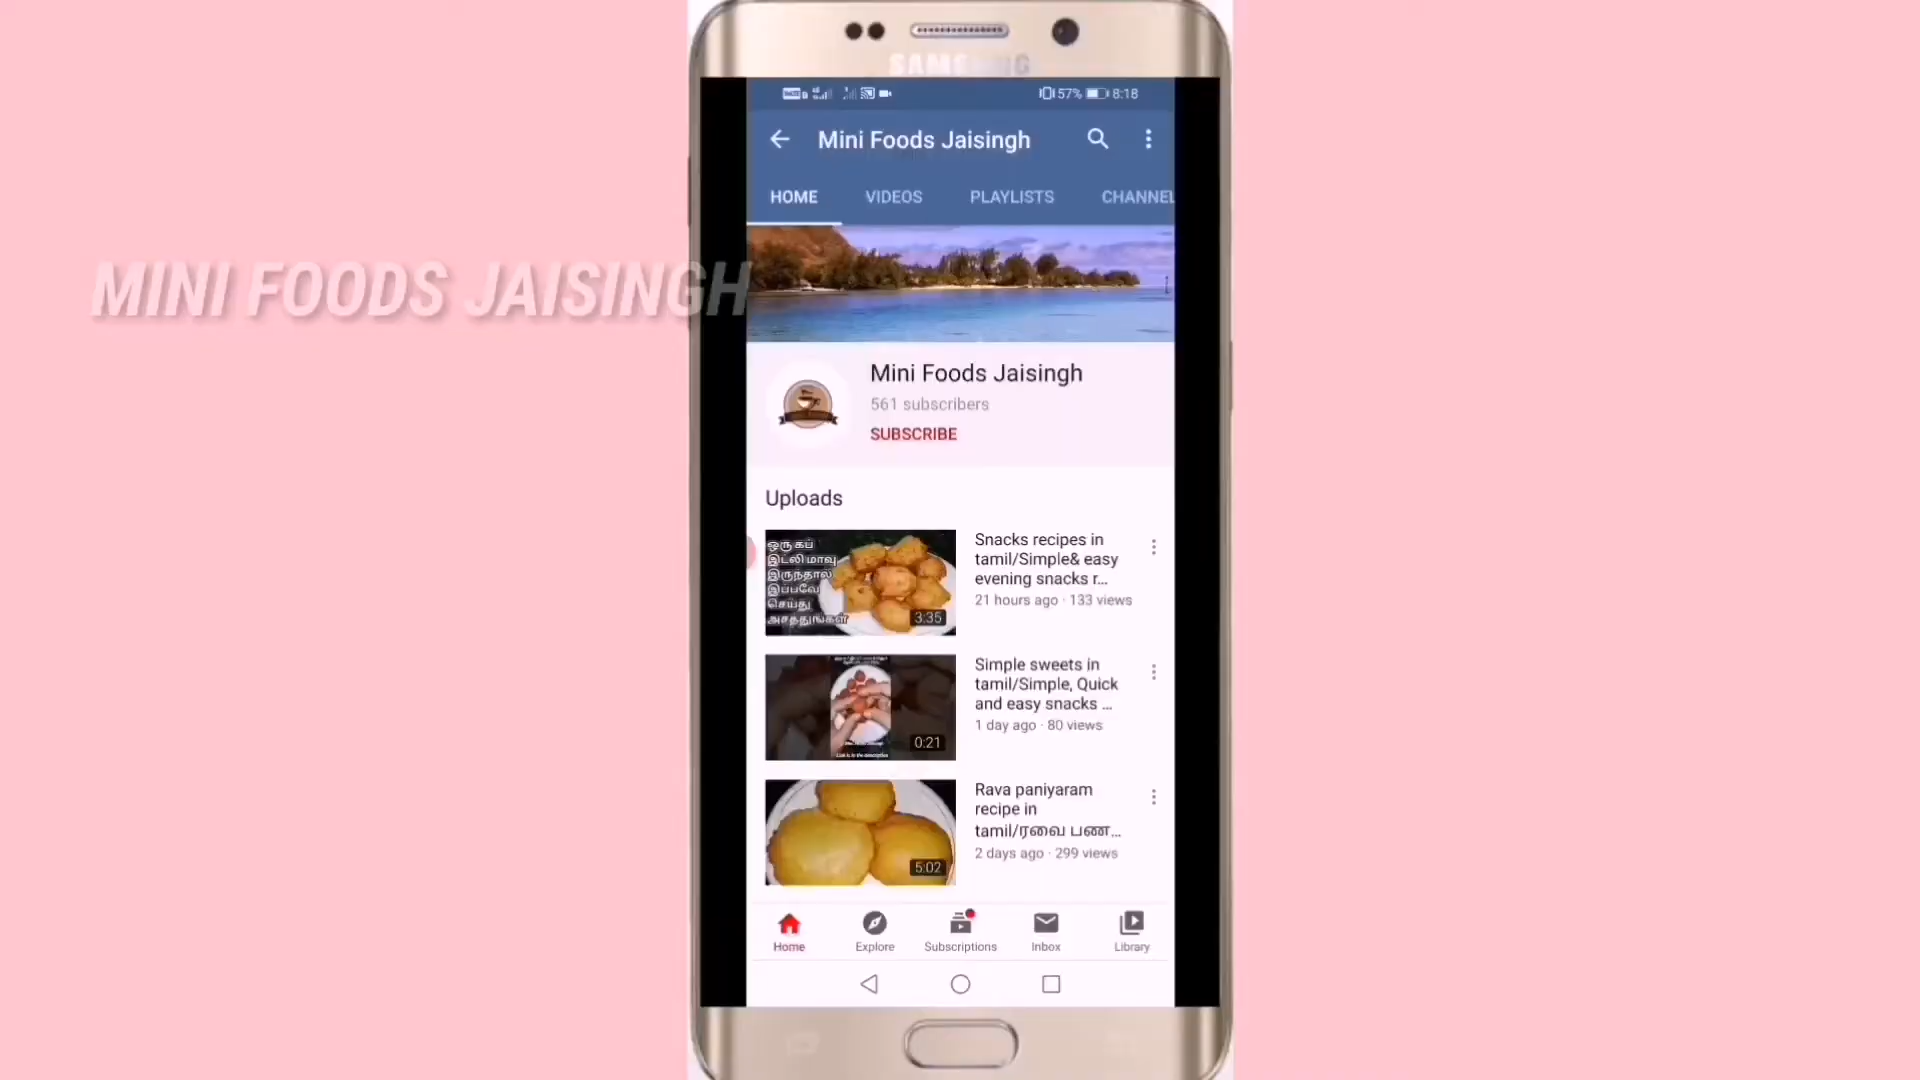 SAMSUNG
57% 8:18
Mini Foods Jaisingh
HOME VIDEOS PLAYLISTS CHANNEL
MINI FOODS JAISINGH
Mini Foods Jaisingh
561 subscribers
SUBSCRIBE
Uploads
ஒரு கப்
இட்லி மாவு
இருந்தால்
இப்பவே
செய்து
அசத்துங்கள்
3:35
Snacks recipes in
tamil/Simple& easy
evening snacks r...
21 hours ago · 133 views
0:21
Simple sweets in
tamil/Simple, Quick
and easy snacks ...
1 day ago · 80 views
5:02
Rava paniyaram
recipe in
tamil/ரவை பண...
2 days ago · 299 views
Home Explore Subscriptions Inbox Library